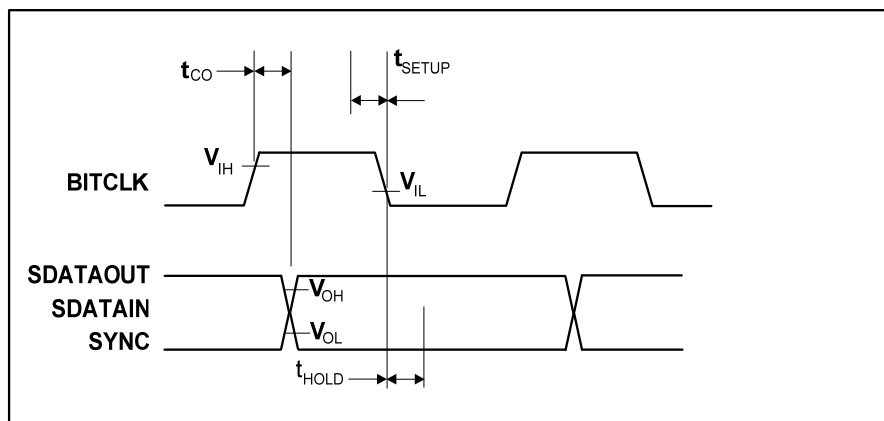 tCO
tSETUP
VIH
BITCLK
VIL
SDATAOUT
VOH
SDATAIN
VOL
SYNC
tHOLD